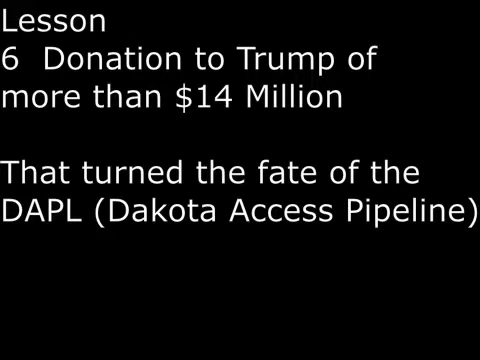 Lesson
6  Donation to Trump of
more than $14 Million
That turned the fate of the
DAPL (Dakota Access Pipeline)